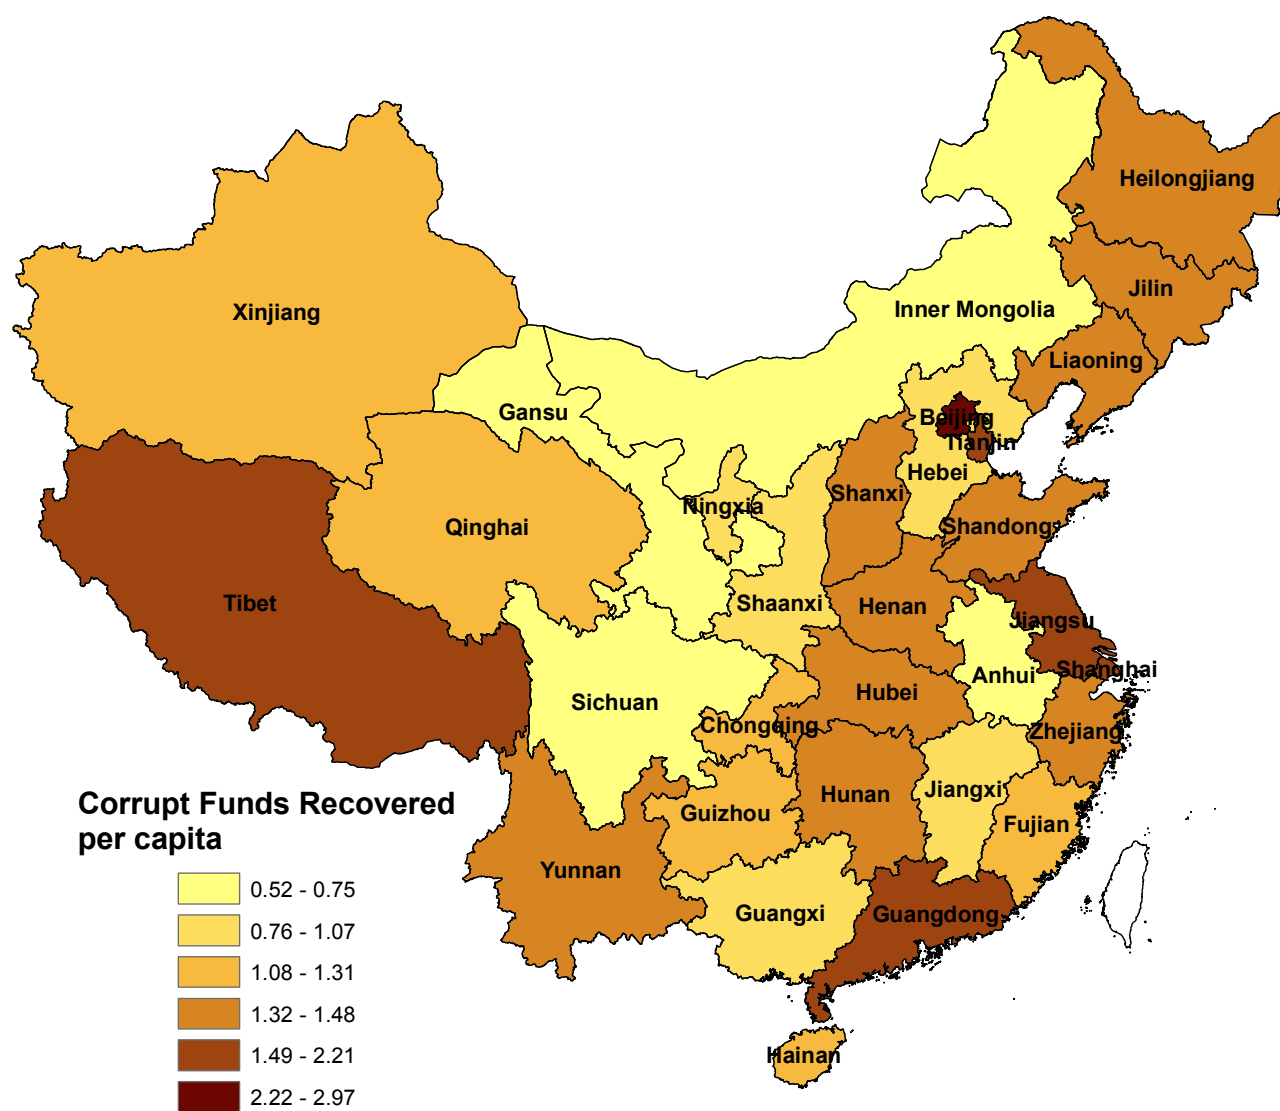 Heilongjiang
Jilin
Xinjiang
Inner Mongolia
Liaoning
Gansu
Beijing
Tianjin
Hebei
Shanxi
Ningxia
Qinghai
Shandong
Tibet
Shaanxi
Henan
Jiangsu
Shanghai
Anhui
Hubei
Sichuan
Chongqing
Zhejiang
Jiangxi
Hunan
Guizhou
Fujian
Yunnan
Guangxi
Guangdong
Hainan
Corrupt Funds Recovered
per capita
0.52 - 0.75
0.76 - 1.07
1.08 - 1.31
1.32 - 1.48
1.49 - 2.21
2.22 - 2.97